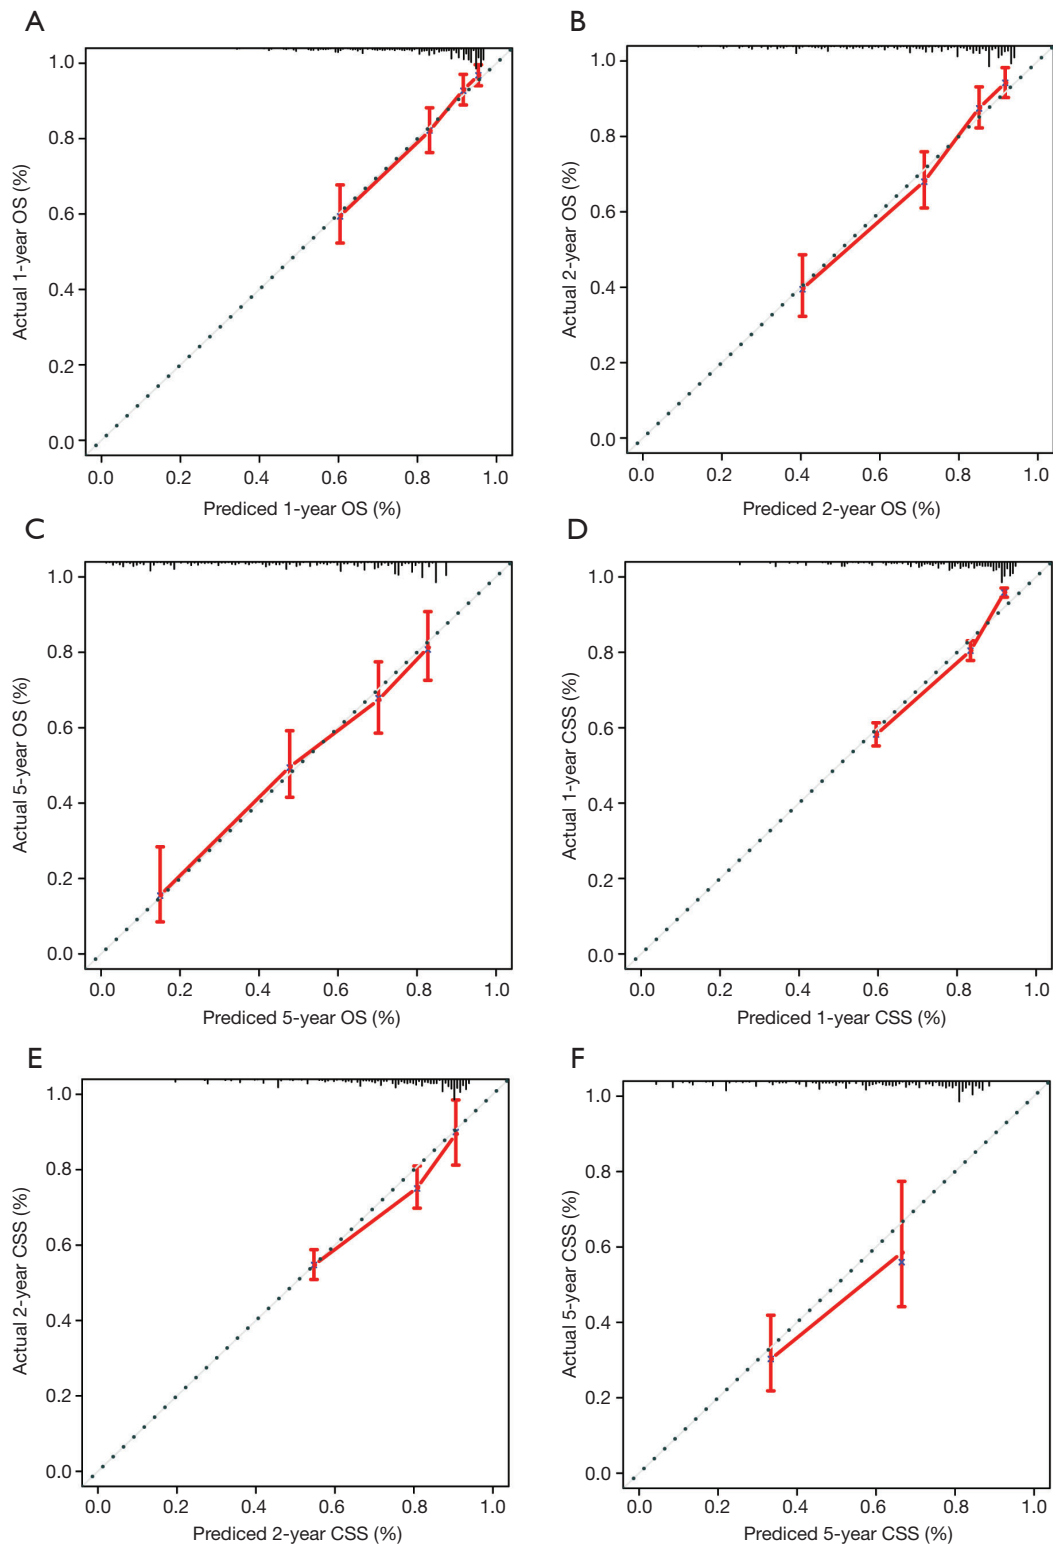 A
1.0
0.8
0.6
0.4
0.2
0.0
Actual 1-year OS (%)
0.0 0.2 0.4 0.6 0.8 1.0
Prediced 1-year OS (%)
B
1.0
0.8
0.6
0.4
0.2
0.0
Actual 2-year OS (%)
0.0 0.2 0.4 0.6 0.8 1.0
Prediced 2-year OS (%)
C
1.0
0.8
0.6
0.4
0.2
0.0
Actual 5-year OS (%)
0.0 0.2 0.4 0.6 0.8 1.0
Prediced 5-year OS (%)
D
1.0
0.8
0.6
0.4
0.2
0.0
Actual 1-year CSS (%)
0.0 0.2 0.4 0.6 0.8 1.0
Prediced 1-year CSS (%)
E
1.0
0.8
0.6
0.4
0.2
0.0
Actual 2-year CSS (%)
0.0 0.2 0.4 0.6 0.8 1.0
Prediced 2-year CSS (%)
F
1.0
0.8
0.6
0.4
0.2
0.0
Actual 5-year CSS (%)
0.0 0.2 0.4 0.6 0.8 1.0
Prediced 5-year CSS (%)